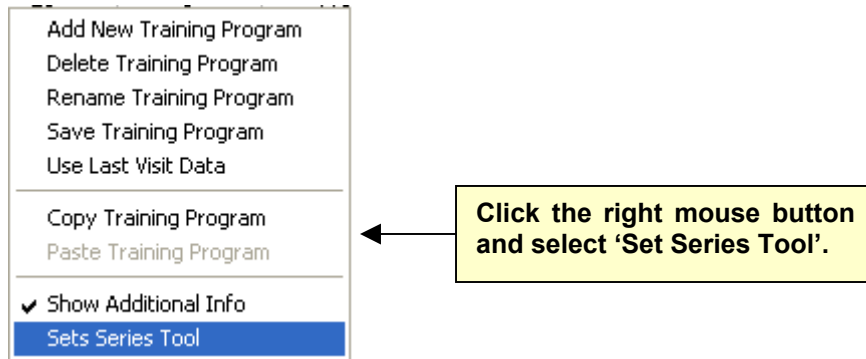 Add New Training Program
Delete Training Program
Rename Training Program
Save Training Program
Use Last Visit Data
Copy Training Program
Paste Training Program
Show Additional Info
Sets Series Tool
Click the right mouse button
and select ‘Set Series Tool’.